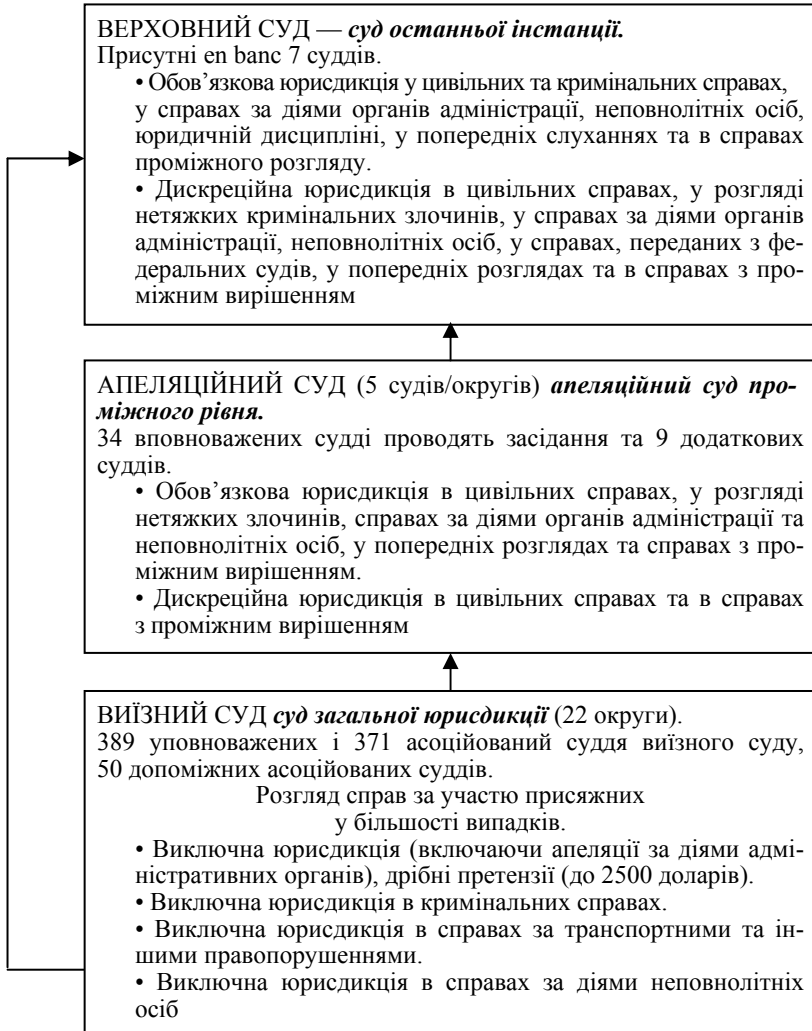 ВЕРХОВНИЙ СУД — суд останньої інстанції.
Присутні en banc 7 суддів.
• Обов’язкова юрисдикція у цивільних та кримінальних справах,
у справах за діями органів адміністрації, неповнолітніх осіб,
юридичній дисципліні, у попередніх слуханнях та в справах
проміжного розгляду.
• Дискреційна юрисдикція в цивільних справах, у розгляді
нетяжких кримінальних злочинів, у справах за діями органів
адміністрації, неповнолітніх осіб, у справах, переданих з фе-
деральних судів, у попередніх розглядах та в справах з про-
міжним вирішенням
АПЕЛЯЦІЙНИЙ СУД (5 судів/округів) апеляційний суд про-
міжного рівня.
34 вповноважених судді проводять засідання та 9 додаткових
суддів.
• Обов’язкова юрисдикція в цивільних справах, у розгляді
нетяжких злочинів, справах за діями органів адміністрації та
неповнолітніх осіб, у попередніх розглядах та справах з про-
міжним вирішенням.
• Дискреційна юрисдикція в цивільних справах та в справах
з проміжним вирішенням
ВИЇЗНИЙ СУД суд загальної юрисдикції (22 округи).
389 уповноважених і 371 асоційований суддя виїзного суду,
50 допоміжних асоційованих суддів.
Розгляд справ за участю присяжних
у більшості випадків.
• Виключна юрисдикція (включаючи апеляції за діями адмі-
ністративних органів), дрібні претензії (до 2500 доларів).
• Виключна юрисдикція в кримінальних справах.
• Виключна юрисдикція в справах за транспортними та ін-
шими правопорушеннями.
• Виключна юрисдикція в справах за діями неповнолітніх
осіб